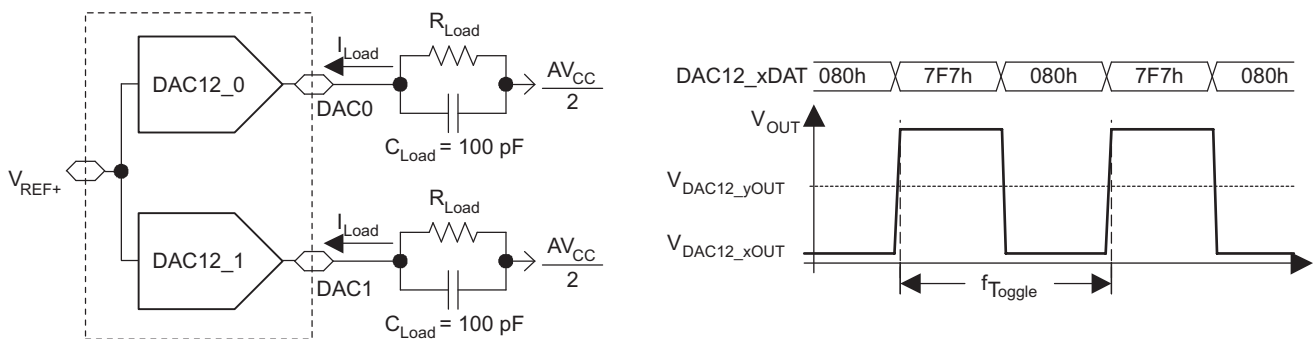 R_Load
I_Load
DAC12_0
DAC0
AV_CC
2
C_Load = 100 pF
V_REF+
R_Load
I_Load
DAC12_1
DAC1
AV_CC
2
C_Load = 100 pF
DAC12_xDAT 080h 7F7h 080h 7F7h 080h
V_OUT
V_DAC12_yOUT
V_DAC12_xOUT
f_Toggle